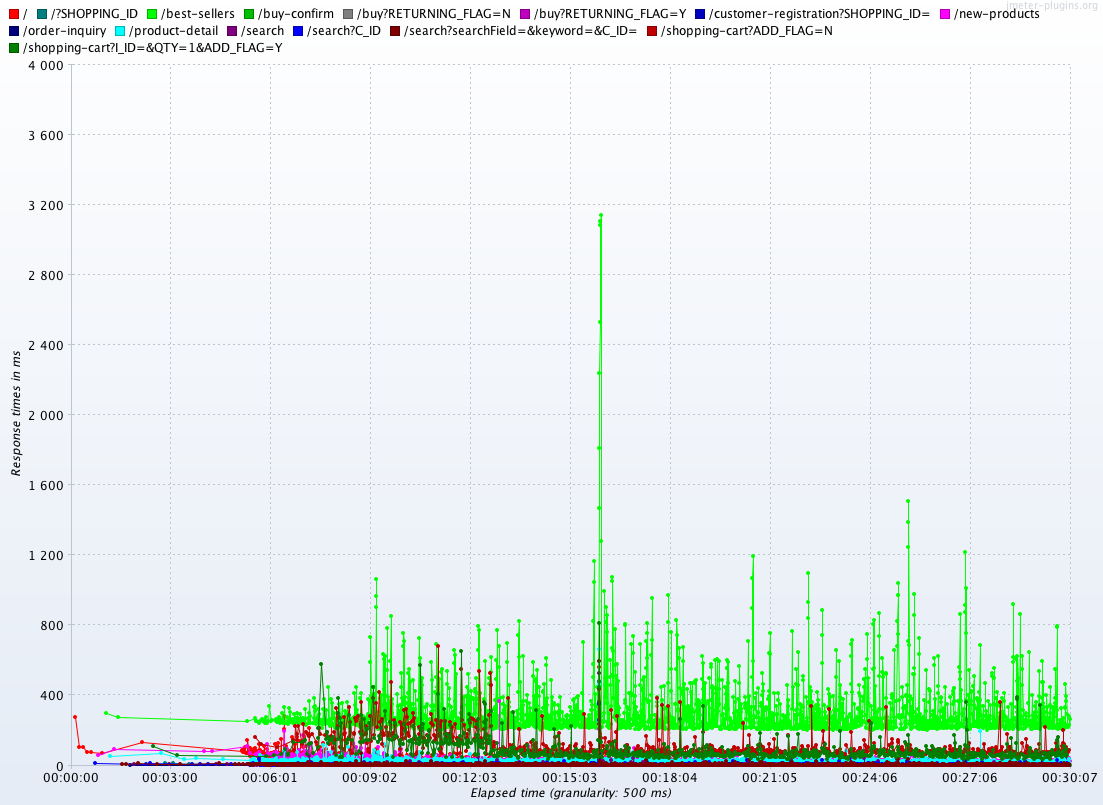 jmeter-plugins.org
/ /?SHOPPING_ID /best-sellers /buy-confirm /buy?RETURNING_FLAG=N /buy?RETURNING_FLAG=Y /customer-registration?SHOPPING_ID= /new-products
/order-inquiry /product-detail /search /search?C_ID /search?searchField=&keyword=&C_ID= /shopping-cart?ADD_FLAG=N
/shopping-cart?I_ID=&QTY=1&ADD_FLAG=Y
4 000
3 600
3 200
2 800
2 400
2 000
1 600
1 200
800
400
0
Response times in ms
00:00:00 00:03:00 00:06:01 00:09:02 00:12:03 00:15:03 00:18:04 00:21:05 00:24:06 00:27:06 00:30:07
Elapsed time (granularity: 500 ms)